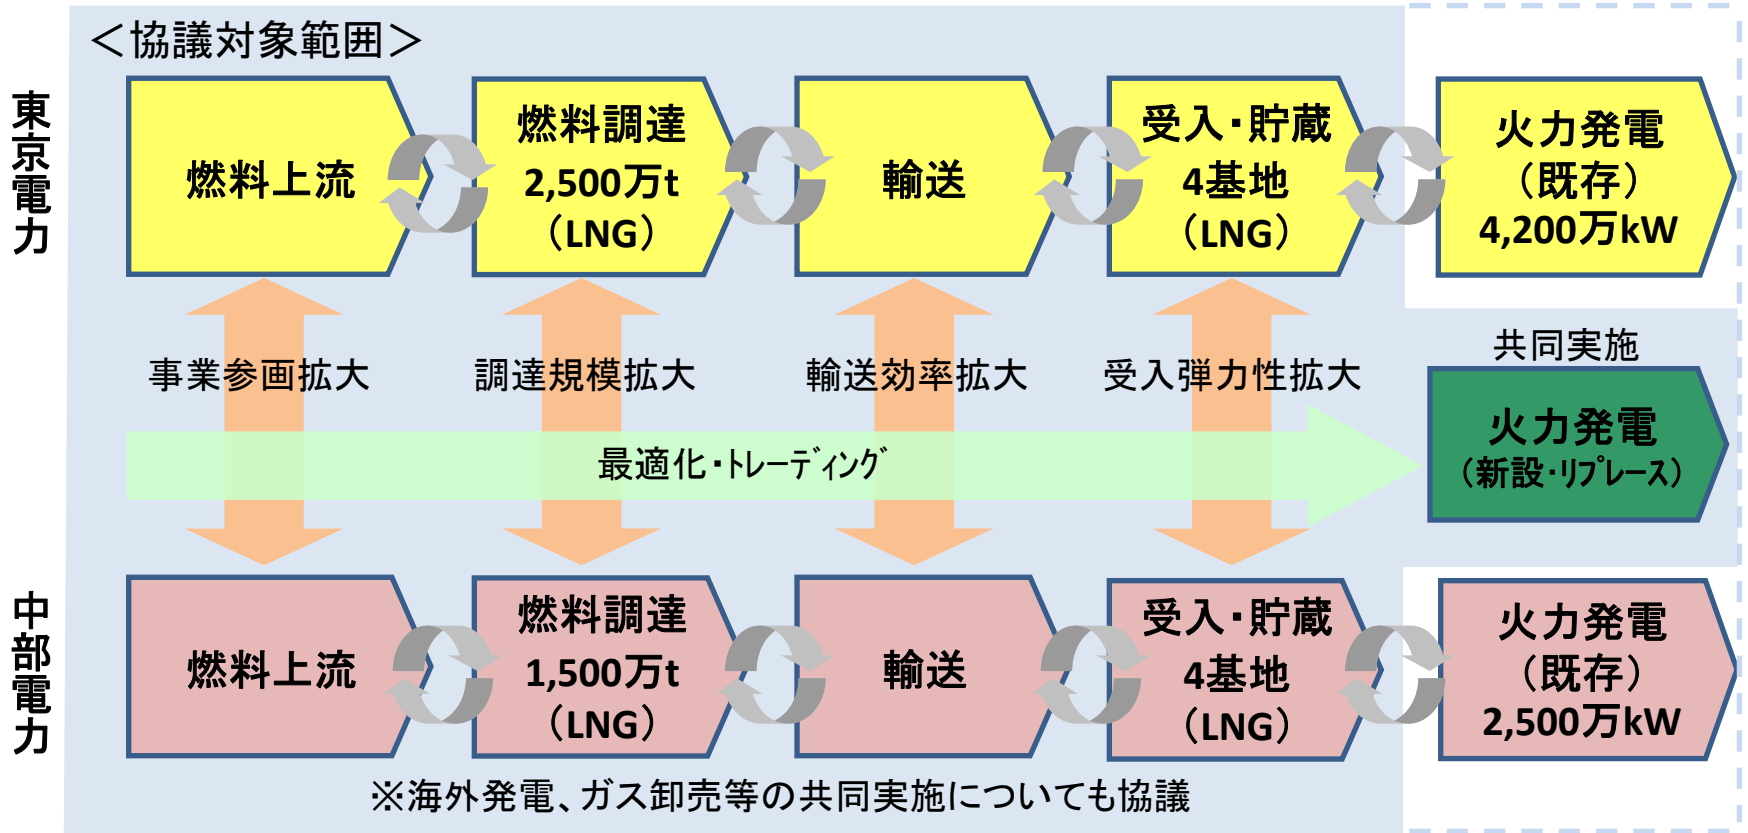 ＜協議対象範囲＞
東京電力
燃料上流
燃料調達
2,500万t
（LNG）
輸送
受入・貯蔵
4基地
（LNG）
火力発電
（既存）
4,200万kW
事業参画拡大
調達規模拡大
輸送効率拡大
受入弾力性拡大
共同実施
最適化・ﾄﾚｰﾃﾞｨﾝｸﾞ
火力発電
（新設・ﾘﾌﾟﾚｰｽ）
中部電力
燃料上流
燃料調達
1,500万t
（LNG）
輸送
受入・貯蔵
4基地
（LNG）
火力発電
（既存）
2,500万kW
※海外発電、ガス卸売等の共同実施についても協議